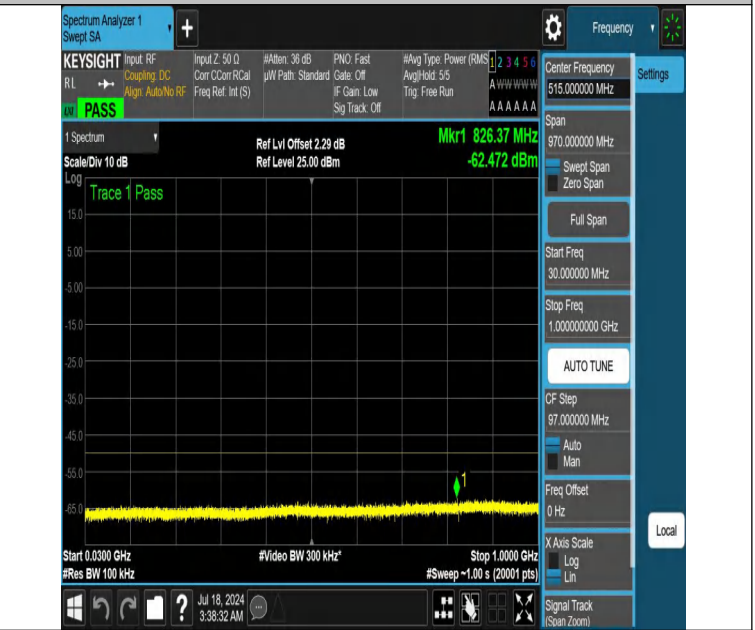 Spectrum Analyzer 1
Swept SA
+
Frequency
KEYSIGHT
RL
PASS
Input: RF
Coupling: DC
Align: Auto/No RF
Input Z: 50 Ω
Corr CCorr RCal
Freq Ref: Int (S)
#Atten: 36 dB
µW Path: Standard
PNO: Fast
Gate: Off
IF Gain: Low
Sig Track: Off
#Avg Type: Power (RMS
Avg|Hold: 5/5
Trig: Free Run
1 2 3 4 5 6
A W W W W W
A A A A A A
1 Spectrum
Scale/Div 10 dB
Ref Lvl Offset 2.29 dB
Ref Level 25.00 dBm
Mkr1 826.37 MHz
-62.472 dBm
Log
Trace 1 Pass
15.0
5.00
-5.00
-15.0
-25.0
-35.0
-45.0
-55.0
-65.0
1
Start 0.0300 GHz
#Res BW 100 kHz
#Video BW 300 kHz*
Stop 1.0000 GHz
#Sweep ~1.00 s (20001 pts)
?
Jul 18, 2024
3:38:32 AM
Center Frequency
515.000000 MHz
Settings
Span
970.000000 MHz
Swept Span
Zero Span
Full Span
Start Freq
30.000000 MHz
Stop Freq
1.000000000 GHz
AUTO TUNE
CF Step
97.000000 MHz
Auto
Man
Freq Offset
0 Hz
X Axis Scale
Log
Lin
Local
Signal Track
(Span Zoom)